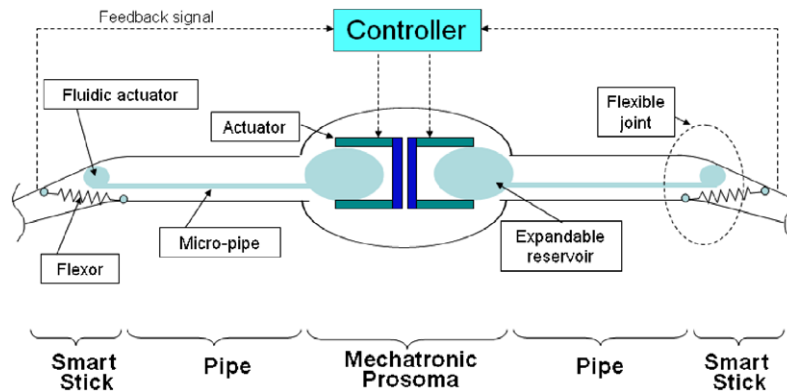 Feedback signal
Controller
Fluidic actuator
Actuator
Flexible
joint
Micro-pipe
Flexor
Expandable
reservoir
Smart
Stick
Pipe
Mechatronic
Prosoma
Pipe
Smart
Stick